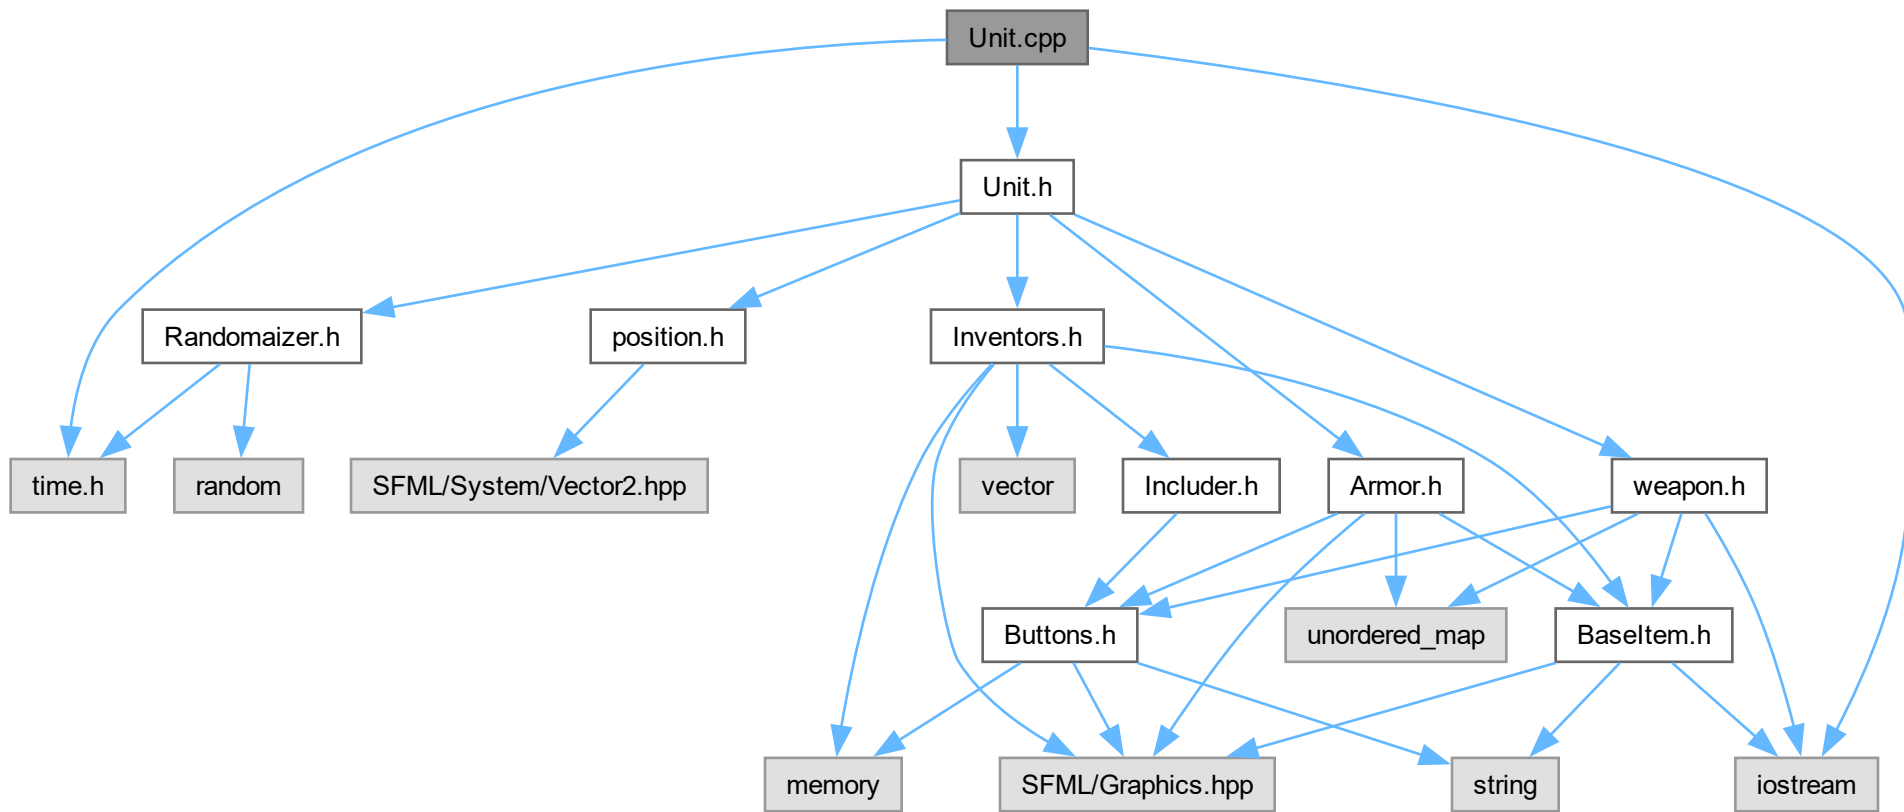 Unit.cpp
Unit.h
Randomaizer.h
position.h
Inventors.h
time.h
random
SFML/System/Vector2.hpp
vector
Includer.h
Armor.h
weapon.h
Buttons.h
unordered_map
BaseItem.h
memory
SFML/Graphics.hpp
string
iostream